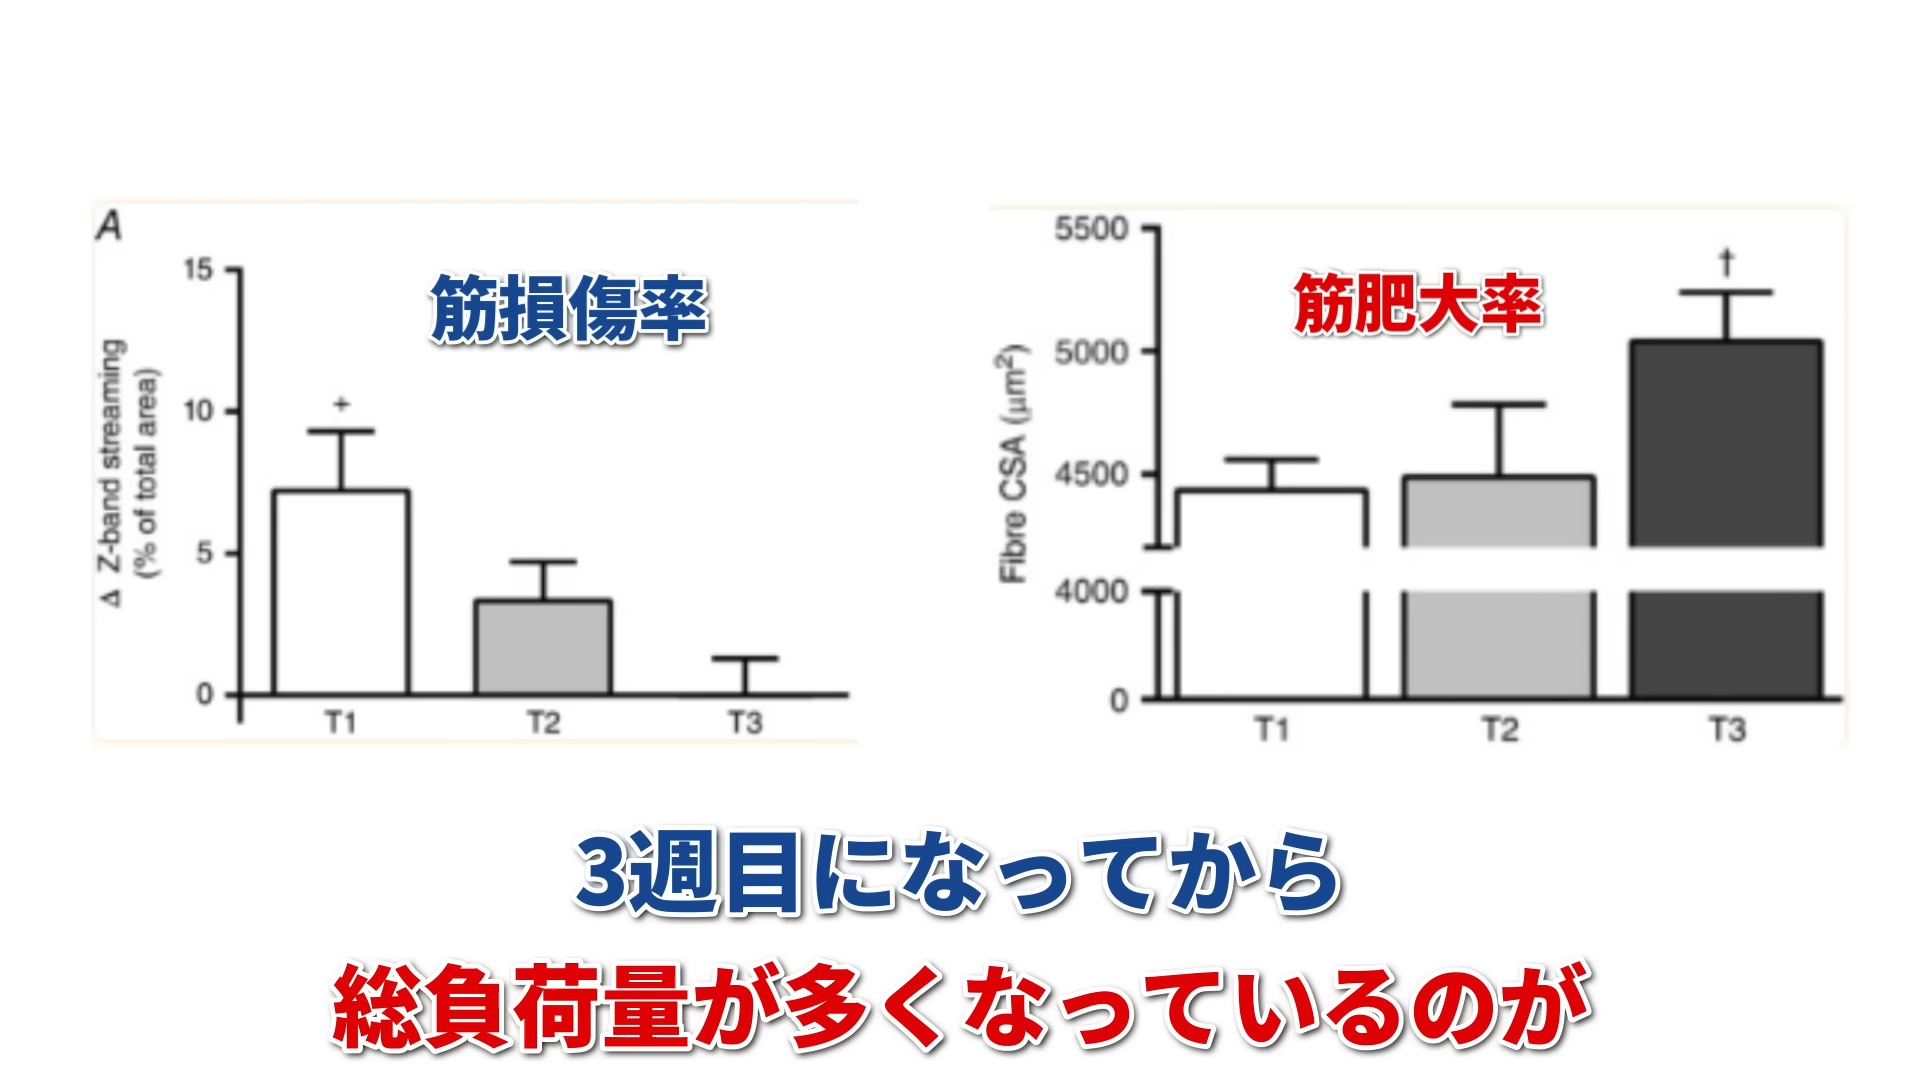 A
筋損傷率
Δ Z-band streaming
(% of total area)
15
10
5
0
+
T1 T2 T3
筋肥大率
Fibre CSA (μm²)
5500
5000
4500
4000
0
†
T1 T2 T3
3週目になってから
総負荷量が多くなっているのが